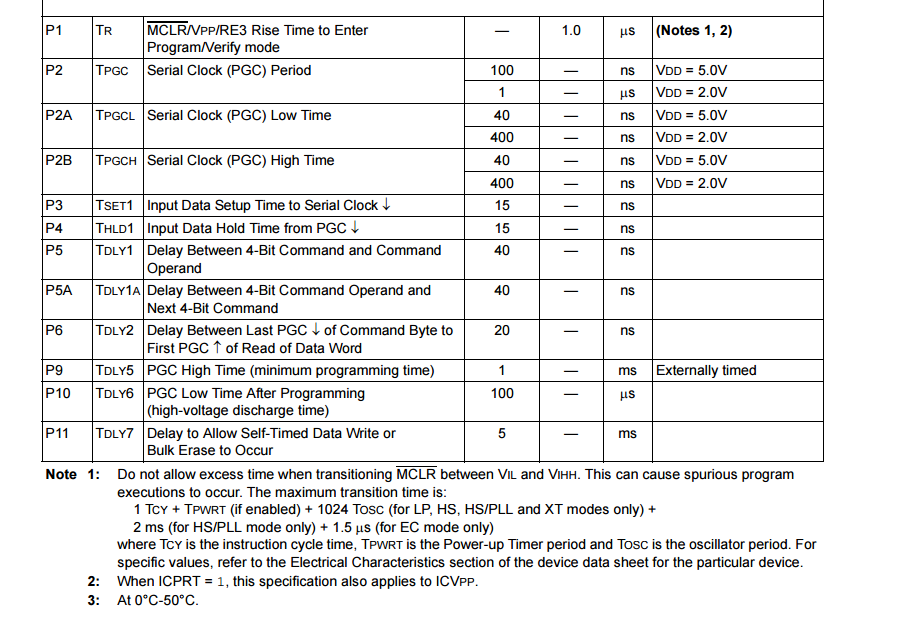 P1 TR MCLR/VPP/RE3 Rise Time to Enter — 1.0 μs (Notes 1, 2)
Program/Verify mode
P2 TPGC Serial Clock (PGC) Period 100 — ns VDD = 5.0V
1 — μs VDD = 2.0V
P2A TPGCL Serial Clock (PGC) Low Time 40 — ns VDD = 5.0V
400 — ns VDD = 2.0V
P2B TPGCH Serial Clock (PGC) High Time 40 — ns VDD = 5.0V
400 — ns VDD = 2.0V
P3 TSET1 Input Data Setup Time to Serial Clock ↓ 15 — ns
P4 THLD1 Input Data Hold Time from PGC ↓ 15 — ns
P5 TDLY1 Delay Between 4-Bit Command and Command 40 — ns
Operand
P5A TDLY1A Delay Between 4-Bit Command Operand and 40 — ns
Next 4-Bit Command
P6 TDLY2 Delay Between Last PGC ↓ of Command Byte to 20 — ns
First PGC ↑ of Read of Data Word
P9 TDLY5 PGC High Time (minimum programming time) 1 — ms Externally timed
P10 TDLY6 PGC Low Time After Programming 100 — μs
(high-voltage discharge time)
P11 TDLY7 Delay to Allow Self-Timed Data Write or 5 — ms
Bulk Erase to Occur
Note 1: Do not allow excess time when transitioning MCLR between VIL and VIHH. This can cause spurious program
executions to occur. The maximum transition time is:
1 TCY + TPWRT (if enabled) + 1024 TOSC (for LP, HS, HS/PLL and XT modes only) +
2 ms (for HS/PLL mode only) + 1.5 μs (for EC mode only)
where TCY is the instruction cycle time, TPWRT is the Power-up Timer period and TOSC is the oscillator period. For
specific values, refer to the Electrical Characteristics section of the device data sheet for the particular device.
2: When ICPRT = 1, this specification also applies to ICVPP.
3: At 0°C-50°C.